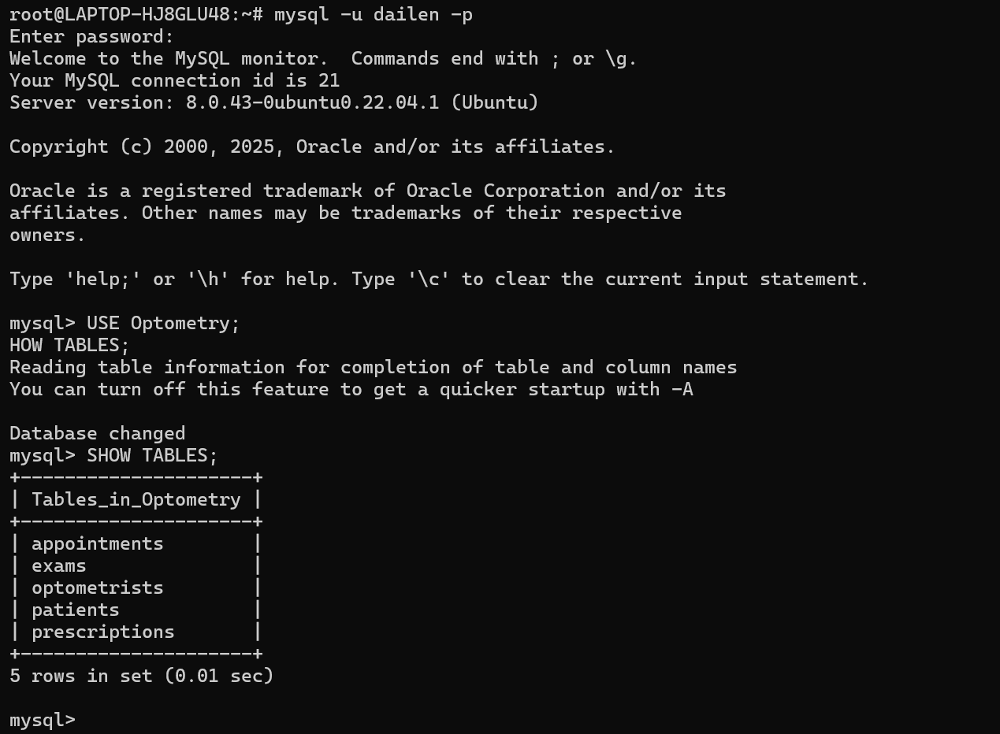 root@LAPTOP-HJ8GLU48:~# mysql -u dailen -p
Enter password:
Welcome to the MySQL monitor.  Commands end with ; or \g.
Your MySQL connection id is 21
Server version: 8.0.43-0ubuntu0.22.04.1 (Ubuntu)

Copyright (c) 2000, 2025, Oracle and/or its affiliates.

Oracle is a registered trademark of Oracle Corporation and/or its
affiliates. Other names may be trademarks of their respective
owners.

Type 'help;' or '\h' for help. Type '\c' to clear the current input statement.

mysql> USE Optometry;
HOW TABLES;
Reading table information for completion of table and column names
You can turn off this feature to get a quicker startup with -A

Database changed
mysql> SHOW TABLES;
+---------------------+
| Tables_in_Optometry |
+---------------------+
| appointments        |
| exams               |
| optometrists        |
| patients            |
| prescriptions       |
+---------------------+
5 rows in set (0.01 sec)

mysql>